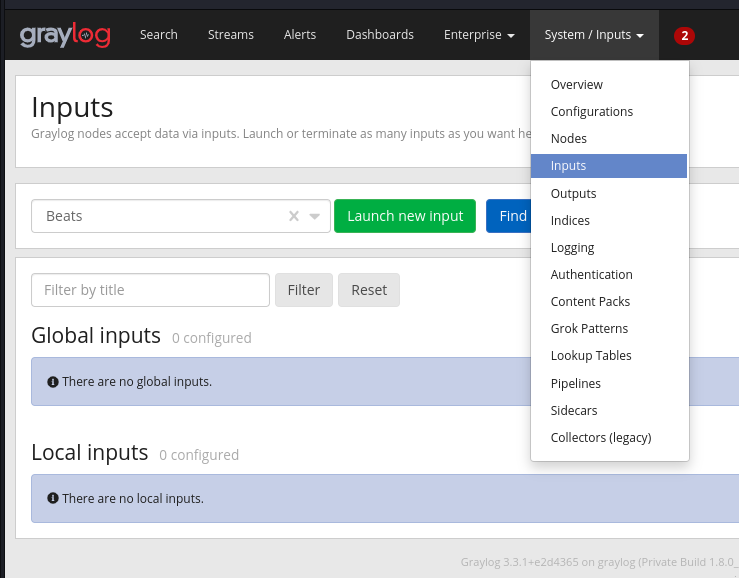 graylog Search Streams Alerts Dashboards Enterprise System / Inputs 2
Inputs
Graylog nodes accept data via inputs. Launch or terminate as many inputs as you want he
Beats Launch new input Find
Filter by title Filter Reset
Global inputs 0 configured
There are no global inputs.
Local inputs 0 configured
There are no local inputs.
Overview
Configurations
Nodes
Inputs
Outputs
Indices
Logging
Authentication
Content Packs
Grok Patterns
Lookup Tables
Pipelines
Sidecars
Collectors (legacy)
Graylog 3.3.1+e2d4365 on graylog (Private Build 1.8.0_